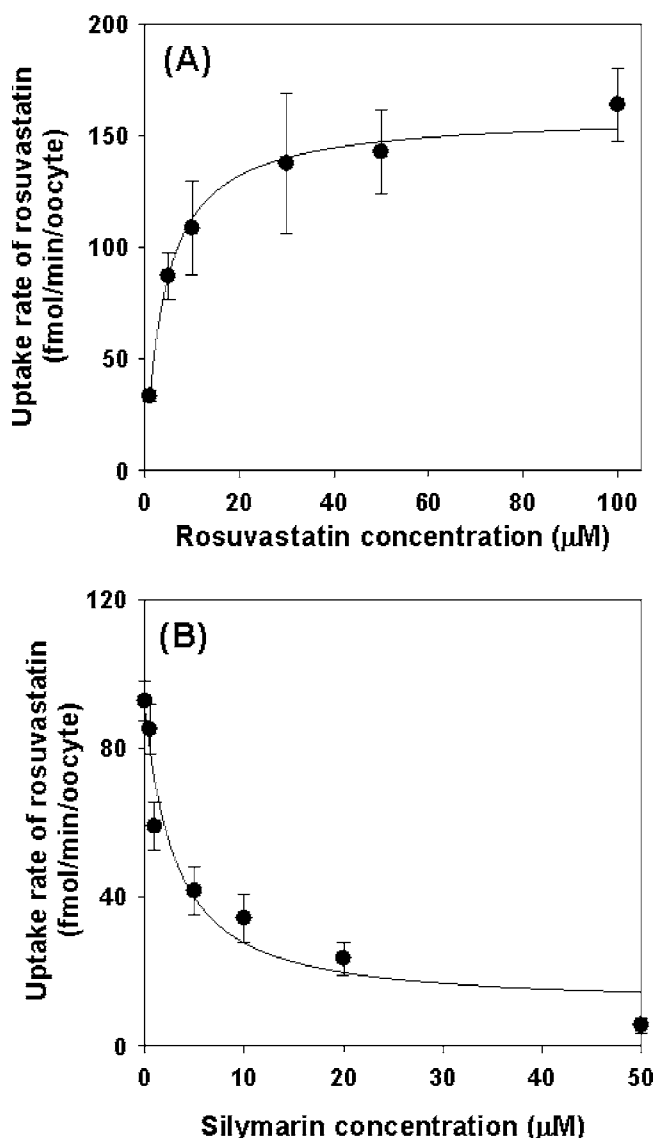 (A)
Uptake rate of rosuvastatin
(fmol/min/oocyte)
200
150
100
50
0
0 20 40 60 80 100
Rosuvastatin concentration (μM)
(B)
Uptake rate of rosuvastatin
(fmol/min/oocyte)
120
80
40
0
0 10 20 30 40 50
Silymarin concentration (μM)